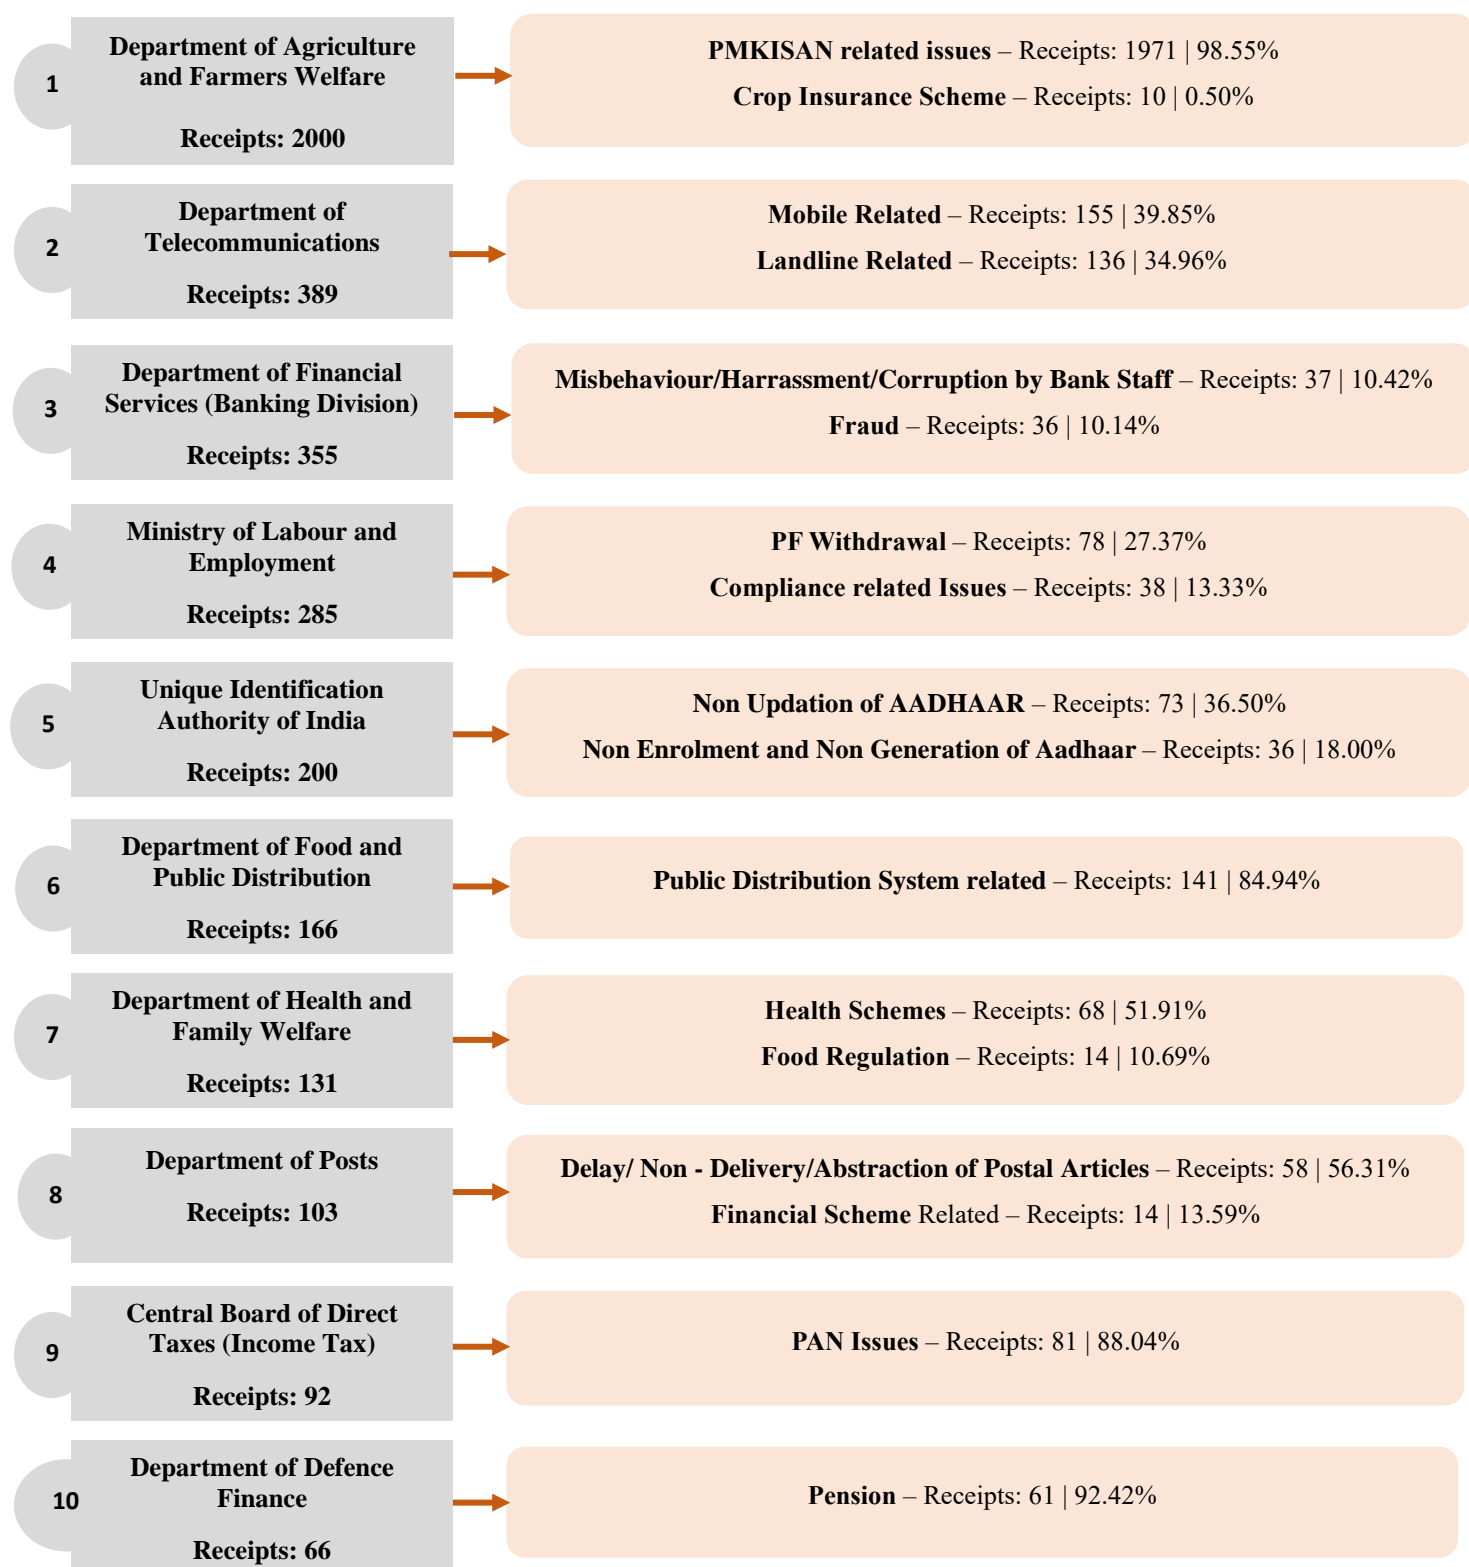 1
Department of Agriculture
and Farmers Welfare
Receipts: 2000
PMKISAN related issues – Receipts: 1971 | 98.55%
Crop Insurance Scheme – Receipts: 10 | 0.50%
2
Department of
Telecommunications
Receipts: 389
Mobile Related – Receipts: 155 | 39.85%
Landline Related – Receipts: 136 | 34.96%
3
Department of Financial
Services (Banking Division)
Receipts: 355
Misbehaviour/Harrassment/Corruption by Bank Staff – Receipts: 37 | 10.42%
Fraud – Receipts: 36 | 10.14%
4
Ministry of Labour and
Employment
Receipts: 285
PF Withdrawal – Receipts: 78 | 27.37%
Compliance related Issues – Receipts: 38 | 13.33%
5
Unique Identification
Authority of India
Receipts: 200
Non Updation of AADHAAR – Receipts: 73 | 36.50%
Non Enrolment and Non Generation of Aadhaar – Receipts: 36 | 18.00%
6
Department of Food and
Public Distribution
Receipts: 166
Public Distribution System related – Receipts: 141 | 84.94%
7
Department of Health and
Family Welfare
Receipts: 131
Health Schemes – Receipts: 68 | 51.91%
Food Regulation – Receipts: 14 | 10.69%
8
Department of Posts
Receipts: 103
Delay/ Non - Delivery/Abstraction of Postal Articles – Receipts: 58 | 56.31%
Financial Scheme Related – Receipts: 14 | 13.59%
9
Central Board of Direct
Taxes (Income Tax)
Receipts: 92
PAN Issues – Receipts: 81 | 88.04%
10
Department of Defence
Finance
Receipts: 66
Pension – Receipts: 61 | 92.42%